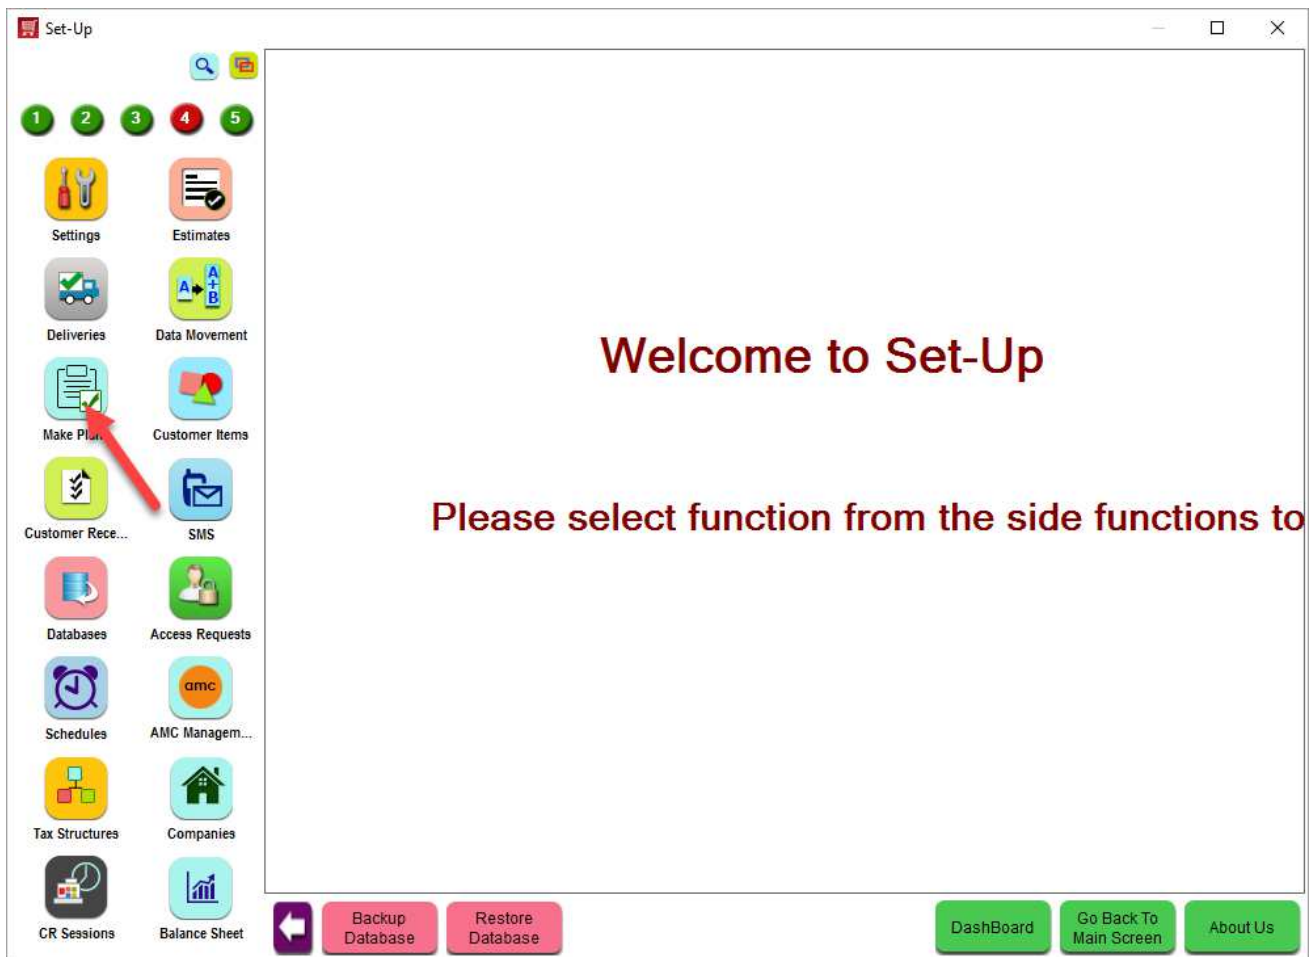 Set-Up
1 2 3 4 5
Settings Estimates
A A+B
Deliveries Data Movement
Make Customer Items
Customer Rece... SMS
Databases Access Requests
amc
Schedules AMC Managem...
Tax Structures Companies
CR Sessions Balance Sheet
Welcome to Set-Up
Please select function from the side functions to
Backup
Database
Restore
Database
DashBoard
Go Back To
Main Screen
About Us